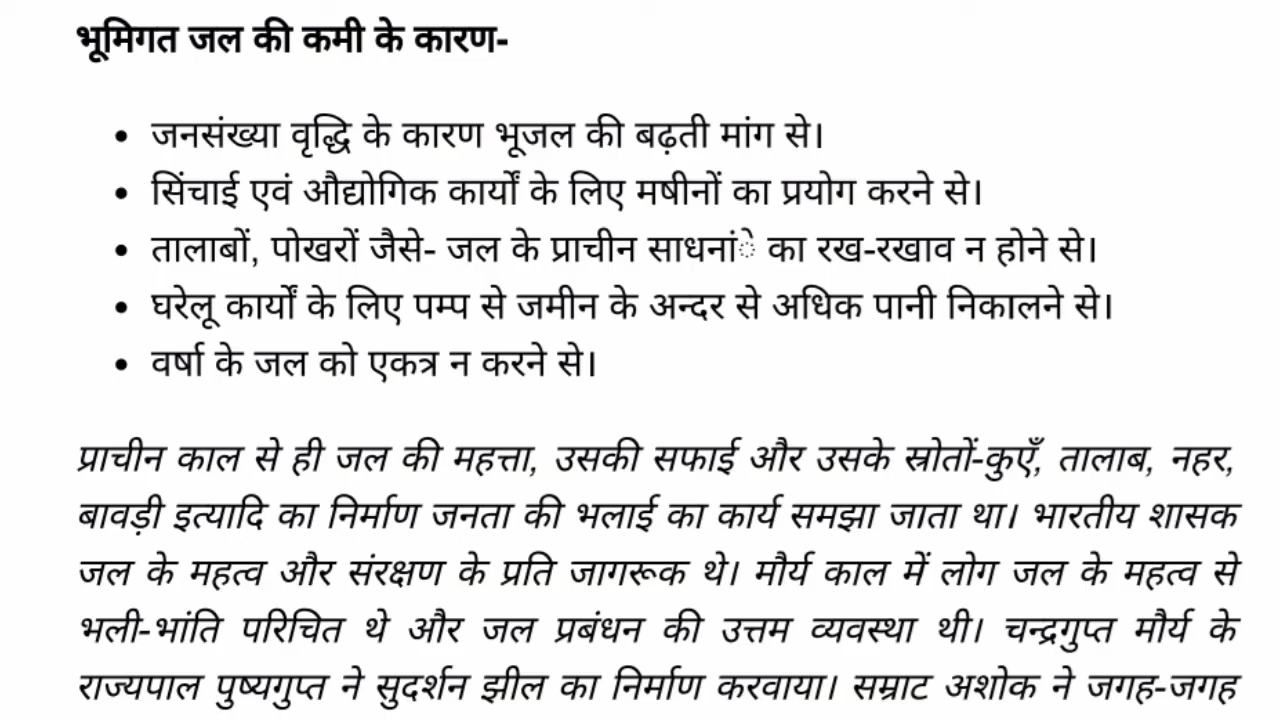 भूमिगत जल की कमी के कारण-
• जनसंख्या वृद्धि के कारण भूजल की बढ़ती मांग से।
• सिंचाई एवं औद्योगिक कार्यों के लिए मषीनों का प्रयोग करने से।
• तालाबों, पोखरों जैसे- जल के प्राचीन साधनांे का रख-रखाव न होने से।
• घरेलू कार्यों के लिए पम्प से जमीन के अन्दर से अधिक पानी निकालने से।
• वर्षा के जल को एकत्र न करने से।
प्राचीन काल से ही जल की महत्ता, उसकी सफाई और उसके स्रोतों-कुएँ, तालाब, नहर,
बावड़ी इत्यादि का निर्माण जनता की भलाई का कार्य समझा जाता था। भारतीय शासक
जल के महत्व और संरक्षण के प्रति जागरूक थे। मौर्य काल में लोग जल के महत्व से
भली-भांति परिचित थे और जल प्रबंधन की उत्तम व्यवस्था थी। चन्द्रगुप्त मौर्य के
राज्यपाल पुष्यगुप्त ने सुदर्शन झील का निर्माण करवाया। सम्राट अशोक ने जगह-जगह